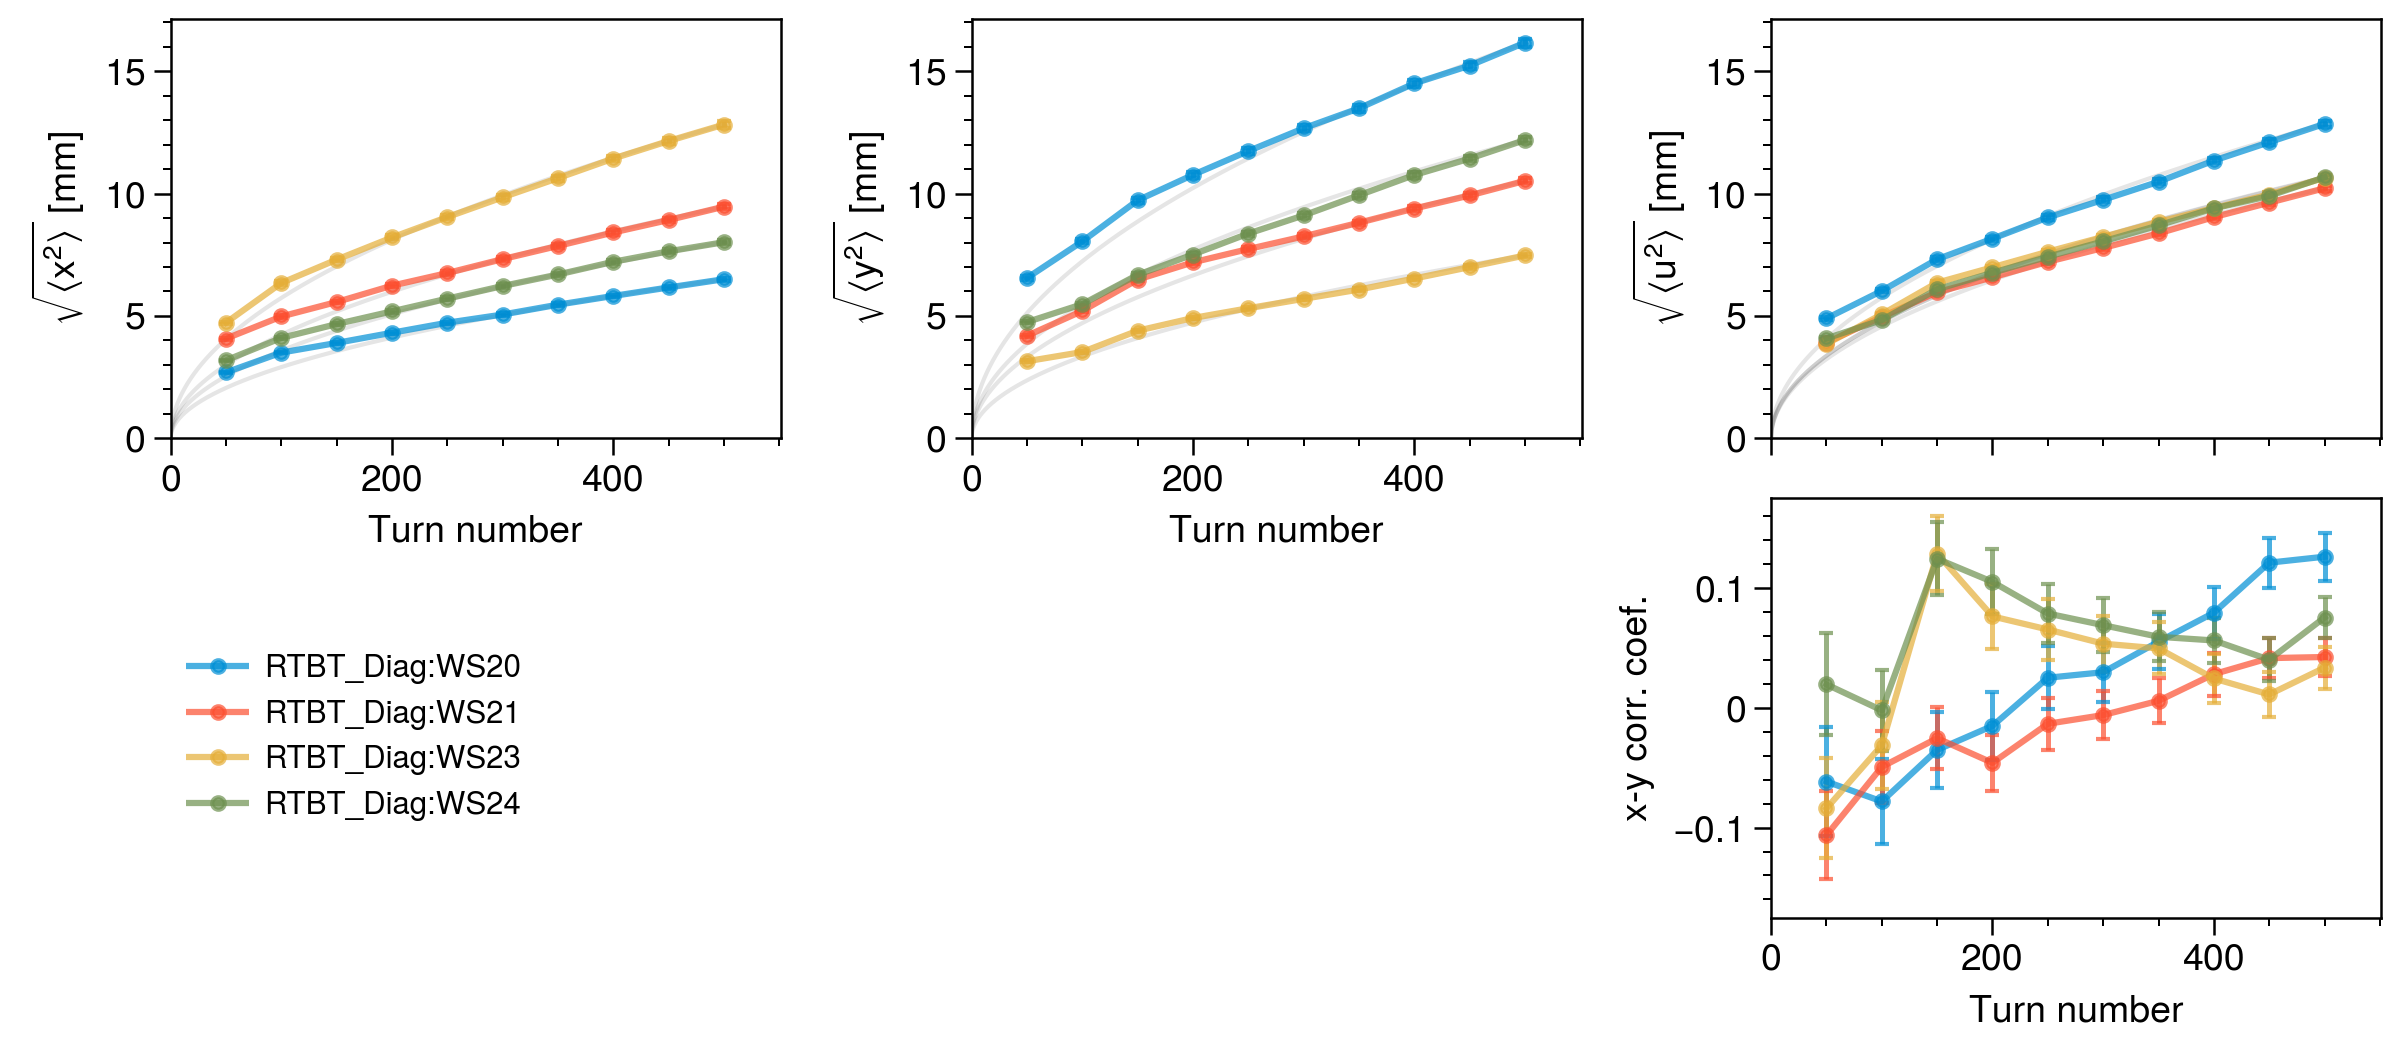 15
10
5
0
√⟨x²⟩ [mm]
0 200 400
Turn number
15
10
5
0
√⟨y²⟩ [mm]
0 200 400
Turn number
15
10
5
0
√⟨u²⟩ [mm]
RTBT_Diag:WS20
RTBT_Diag:WS21
RTBT_Diag:WS23
RTBT_Diag:WS24
0.1
0
−0.1
x-y corr. coef.
0 200 400
Turn number